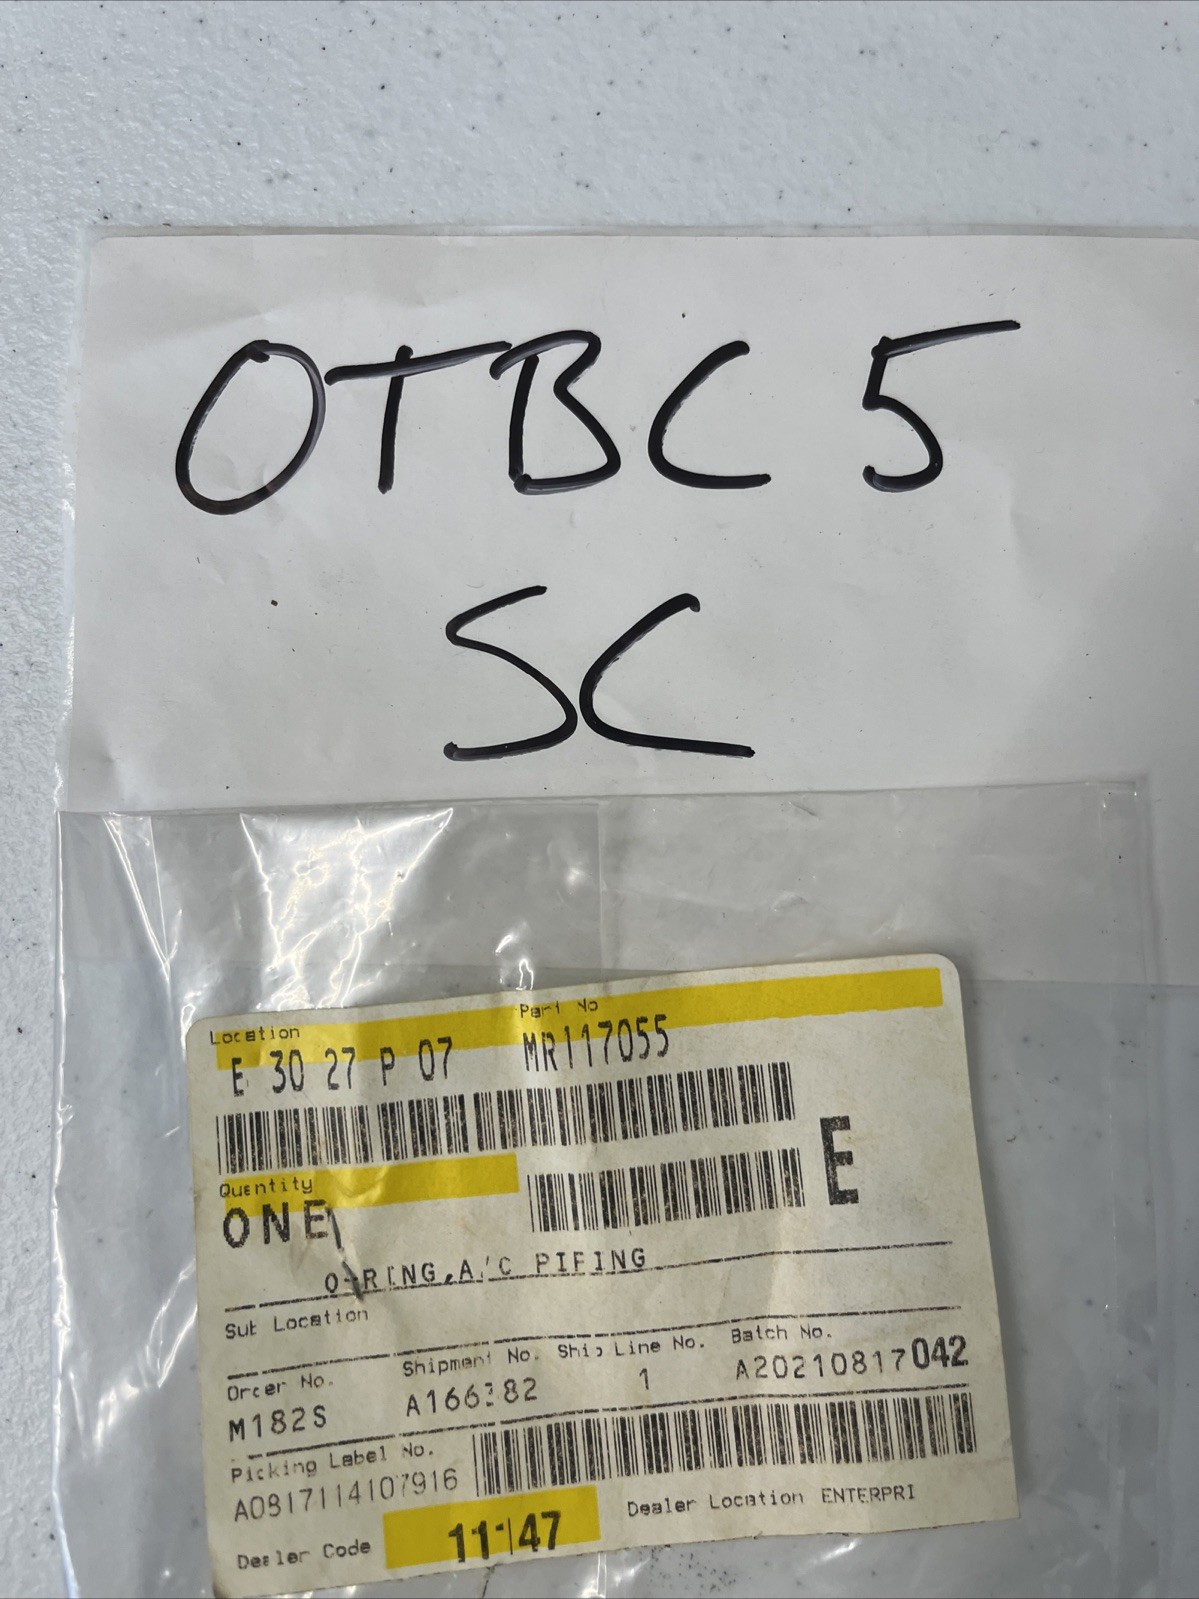 OTBC 5
SC
Location Part No
E 30 27 P 07 MR117055
E
Quantity
ONE
O-RING,A/C PIPING
Sub Location
Order No. Shipment No. Ship Line No. Batch No.
M182S A166382 1 A20210817042
Picking Label No.
A0817114107916
Dealer Code 11147 Dealer Location ENTERPRI